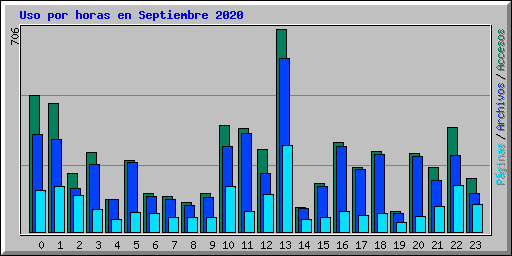 Uso por horas en Septiembre 2020
706
Páginas / Archivos / Accesos
0 1 2 3 4 5 6 7 8 9 10 11 12 13 14 15 16 17 18 19 20 21 22 23